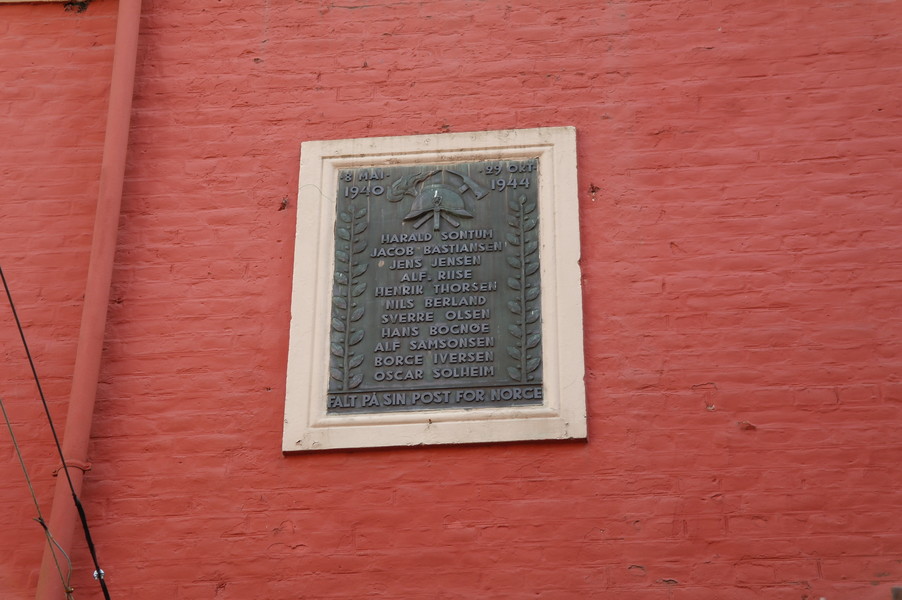 ·8 MAI· ·29 OKT·
1940 1944
HARALD SONTUM
JACOB BASTIANSEN
JENS JENSEN
ALF. RIISE
HENRIK THORSEN
NILS BERLAND
SVERRE OLSEN
HANS BOGNØE
ALF SAMSONSEN
BØRGE IVERSEN
OSCAR SOLHEIM
FALT PÅ SIN POST FOR NORGE